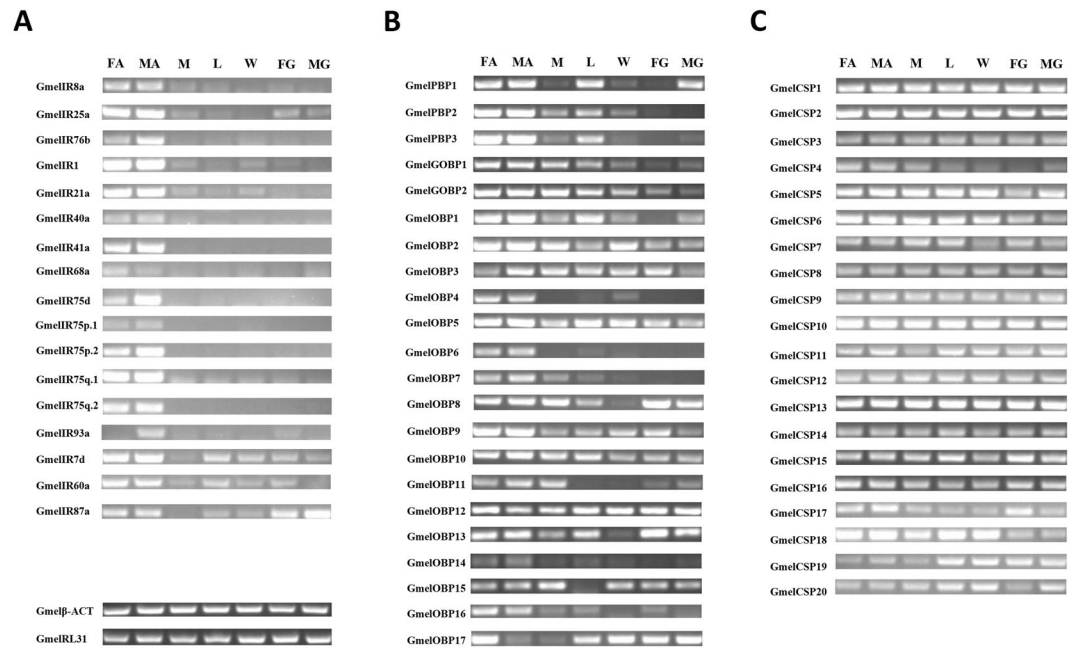 A
FA MA M L W FG MG
GmelIR8a
GmelIR25a
GmelIR76b
GmelIR1
GmelIR21a
GmelIR40a
GmelIR41a
GmelIR68a
GmelIR75d
GmelIR75p.1
GmelIR75p.2
GmelIR75q.1
GmelIR75q.2
GmelIR93a
GmelIR7d
GmelIR60a
GmelIR87a
Gmelβ-ACT
GmelRL31
B
FA MA M L W FG MG
GmelPBP1
GmelPBP2
GmelPBP3
GmelGOBP1
GmelGOBP2
GmelOBP1
GmelOBP2
GmelOBP3
GmelOBP4
GmelOBP5
GmelOBP6
GmelOBP7
GmelOBP8
GmelOBP9
GmelOBP10
GmelOBP11
GmelOBP12
GmelOBP13
GmelOBP14
GmelOBP15
GmelOBP16
GmelOBP17
C
FA MA M L W FG MG
GmelCSP1
GmelCSP2
GmelCSP3
GmelCSP4
GmelCSP5
GmelCSP6
GmelCSP7
GmelCSP8
GmelCSP9
GmelCSP10
GmelCSP11
GmelCSP12
GmelCSP13
GmelCSP14
GmelCSP15
GmelCSP16
GmelCSP17
GmelCSP18
GmelCSP19
GmelCSP20